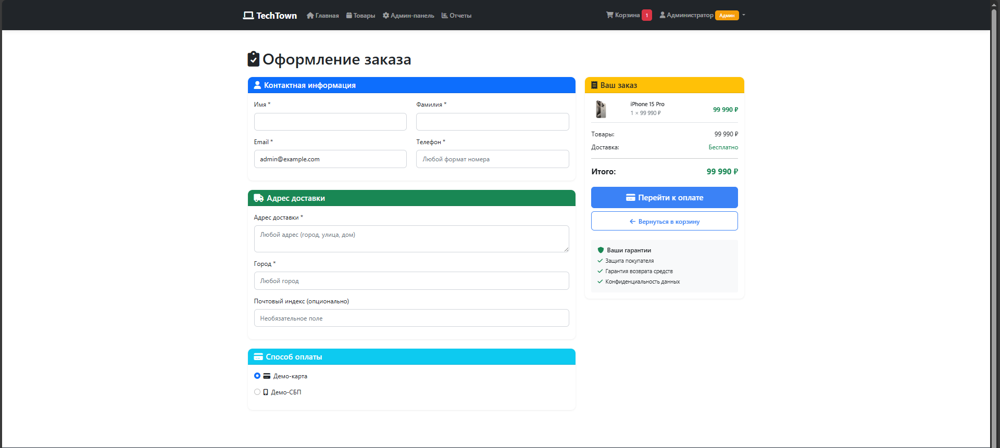 TechTown Главная Товары Админ-панель Отчеты Корзина 1 Администратор Админ
Оформление заказа
Контактная информация
Имя * Фамилия *
Email * Телефон *
admin@example.com Любой формат номера
Адрес доставки
Адрес доставки *
Любой адрес (город, улица, дом)
Город *
Любой город
Почтовый индекс (опционально)
Необязательное поле
Способ оплаты
Демо-карта
Демо-СБП
Ваш заказ
iPhone 15 Pro
1 × 99 990 ₽ 99 990 ₽
Товары: 99 990 ₽
Доставка: Бесплатно
Итого: 99 990 ₽
Перейти к оплате
Вернуться в корзину
Ваши гарантии
Защита покупателя
Гарантия возврата средств
Конфиденциальность данных